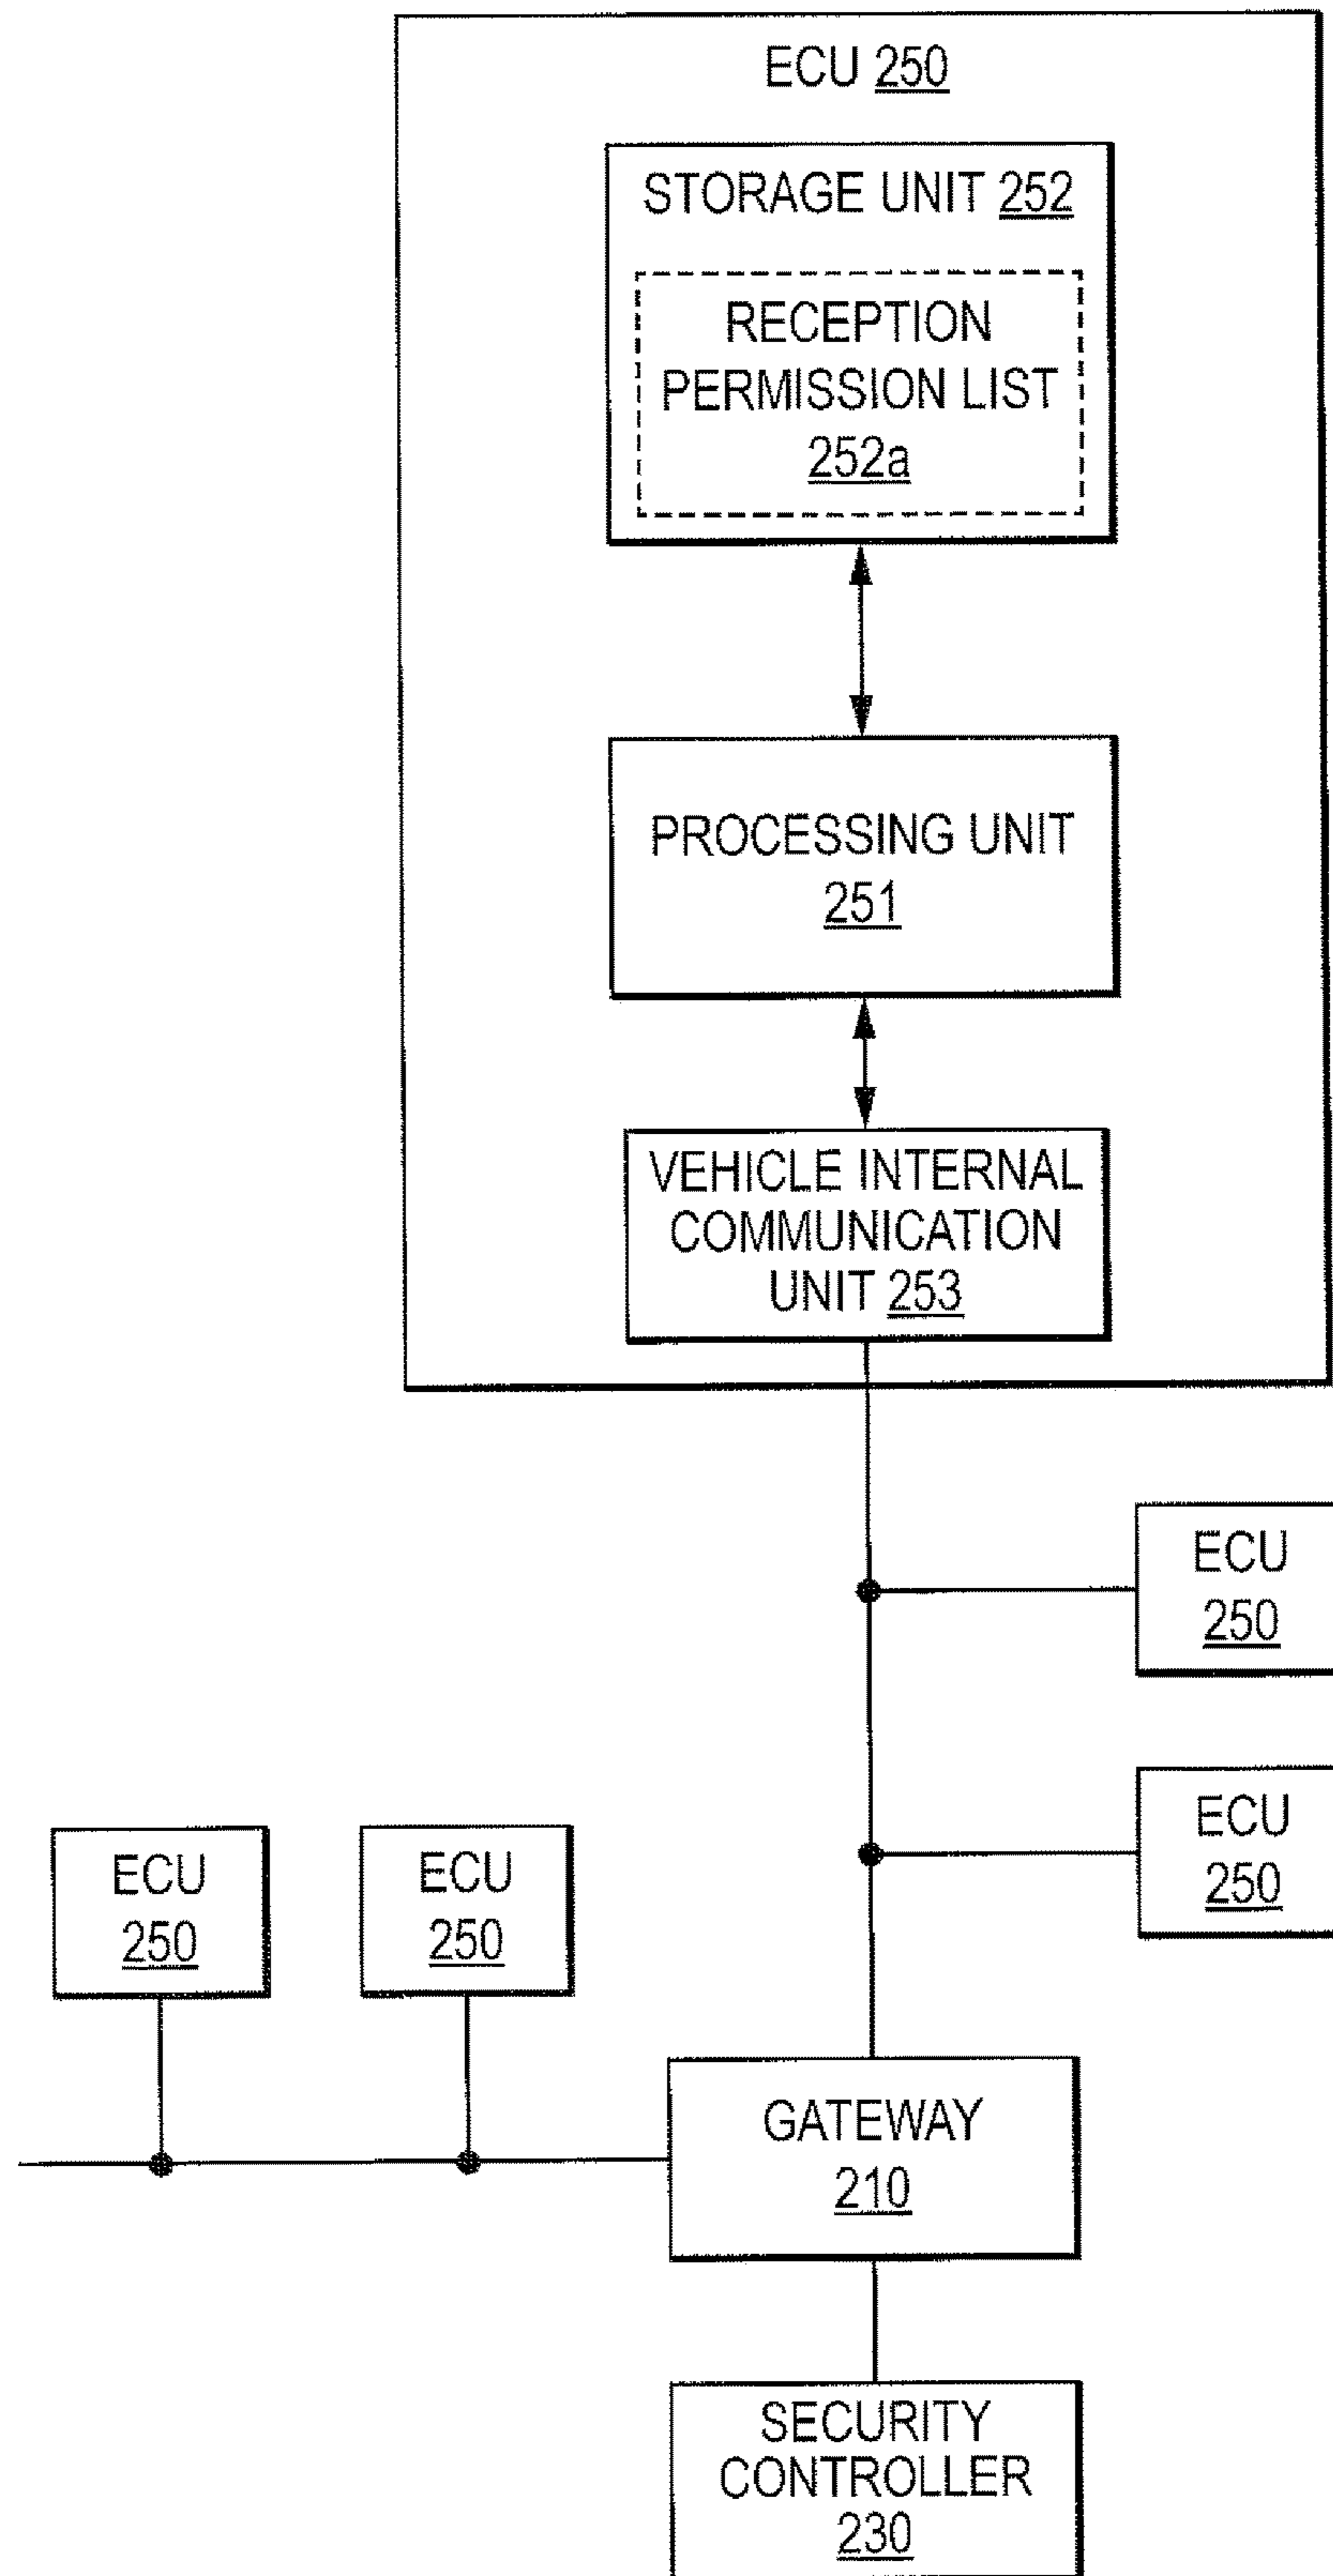 ECU 250
STORAGE UNIT 252
RECEPTION
PERMISSION LIST
252a
PROCESSING UNIT
251
VEHICLE INTERNAL
COMMUNICATION
UNIT 253
ECU
250
ECU
250
ECU
250
ECU
250
GATEWAY
210
SECURITY
CONTROLLER
230